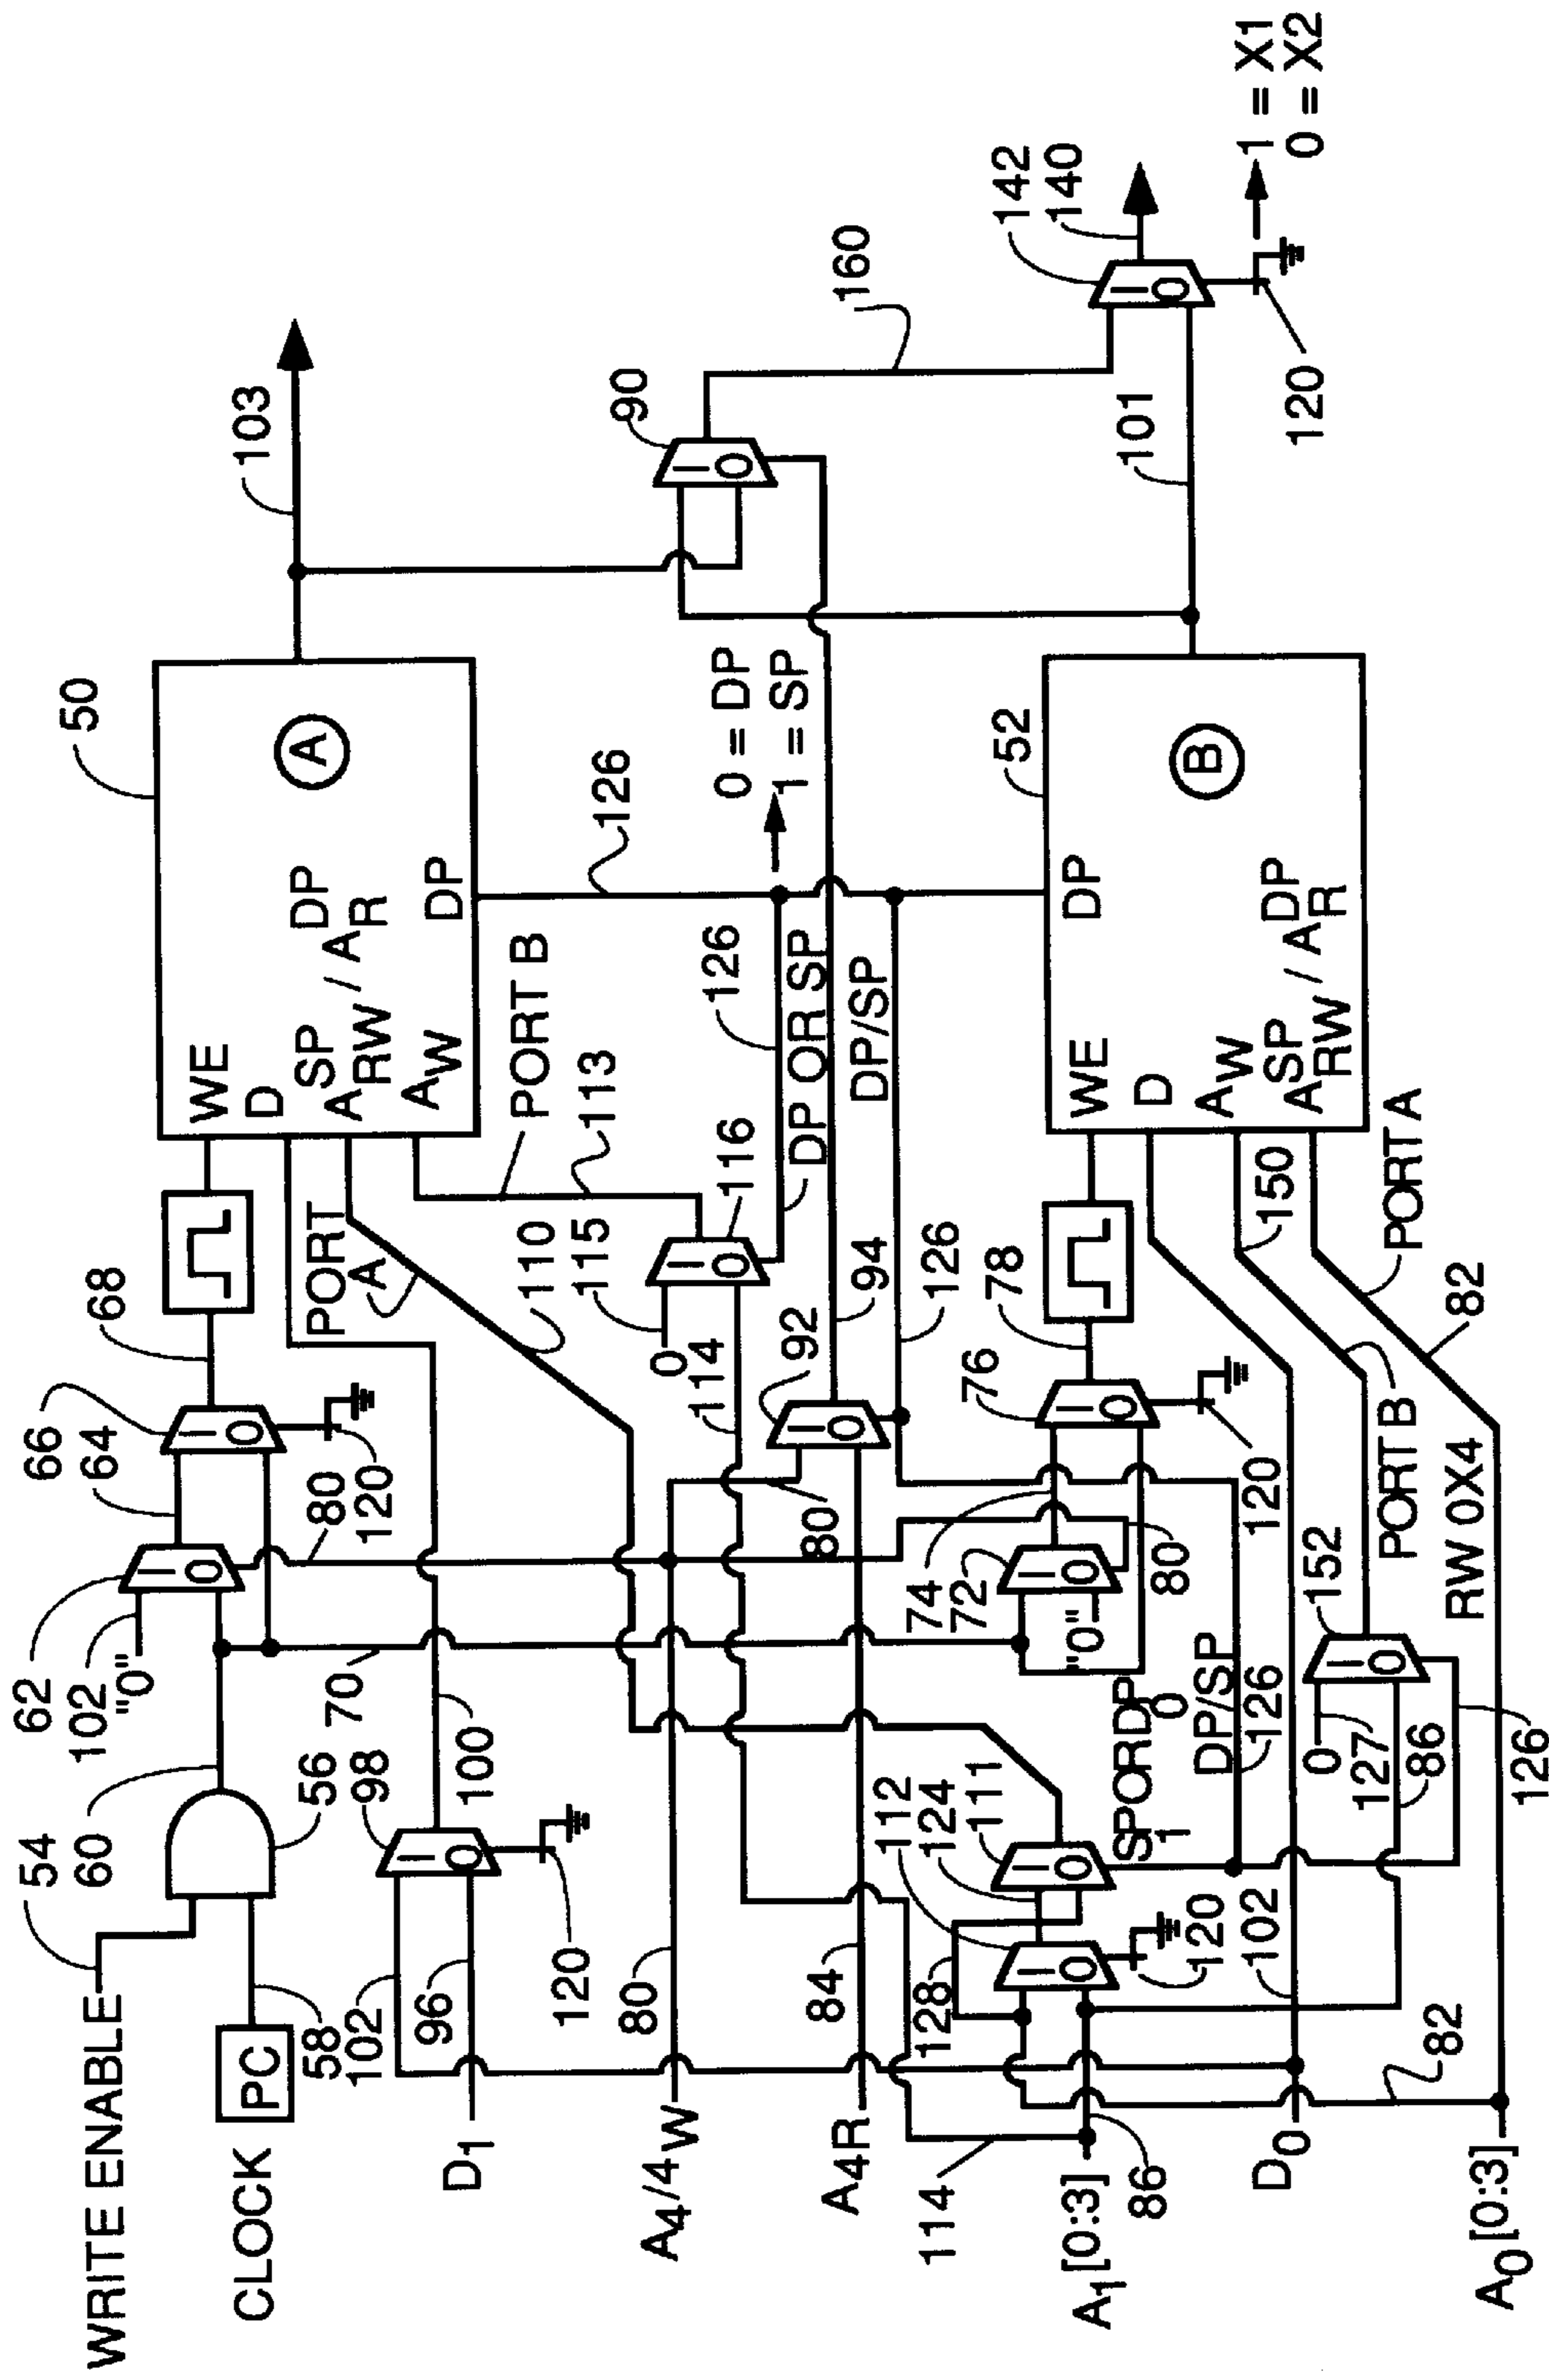 WRITE ENABLE
54
60
CLOCK
PC
58
56
62
102
"0"
66
64
68
80
120
70
50
WE
D
SP DP
ARW / AR
AW
DP
A
103
PORT A
110
PORT B
113
115
0
114
116
126
DP OR SP
0 = DP
1 = SP
126
D1
102
96
98
100
120
A4/4W
80
80
92
94
A4R
84
DP/SP
126
90
160
142
140
1 = X1
0 = X2
120
101
114
A1[0:3]
86
128
112
124
111
120
SPORDP
1 0
DP/SP
126
74
72
"0"
80
76
78
120
52
WE
D
AW
SP DP
ARW / AR
DP
B
150
PORT A
82
PORT B
RW 0X4
152
0
127
86
126
D0
102
82
A0[0:3]